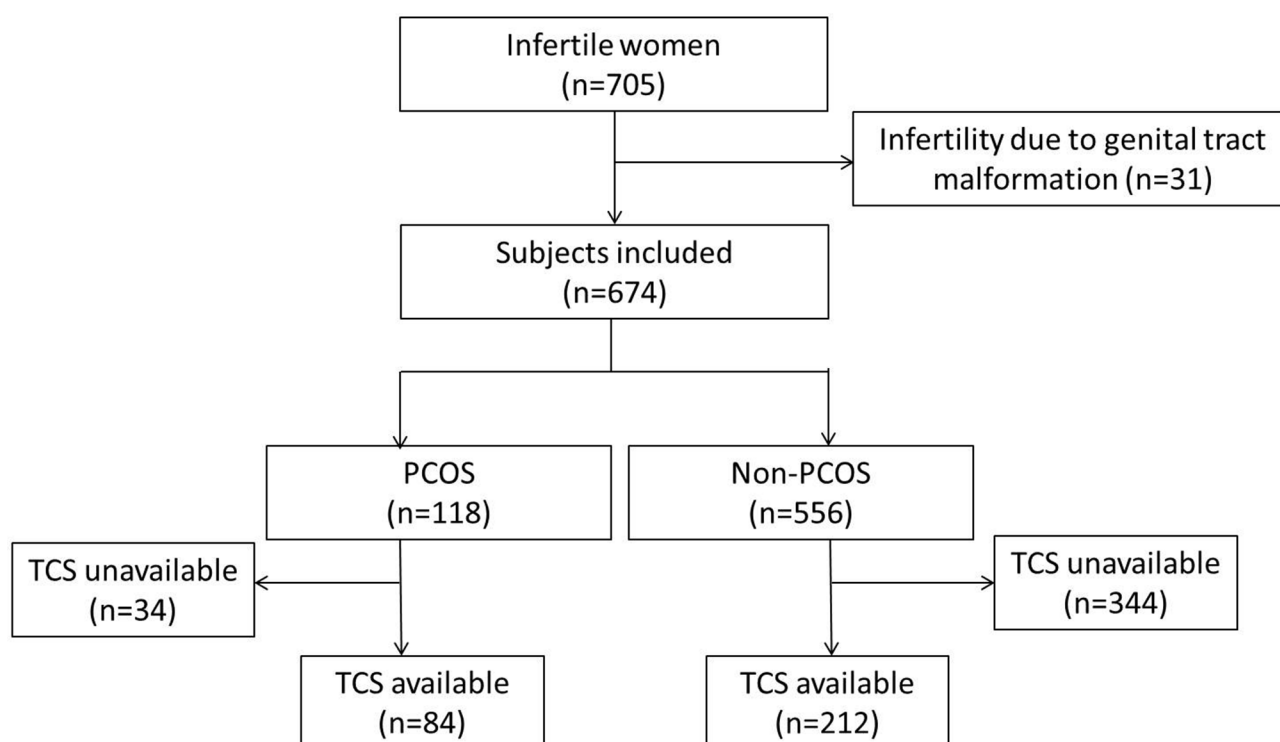 Infertile women
(n=705)
Infertility due to genital tract
malformation (n=31)
Subjects included
(n=674)
PCOS
(n=118)
Non-PCOS
(n=556)
TCS unavailable
(n=34)
TCS unavailable
(n=344)
TCS available
(n=84)
TCS available
(n=212)